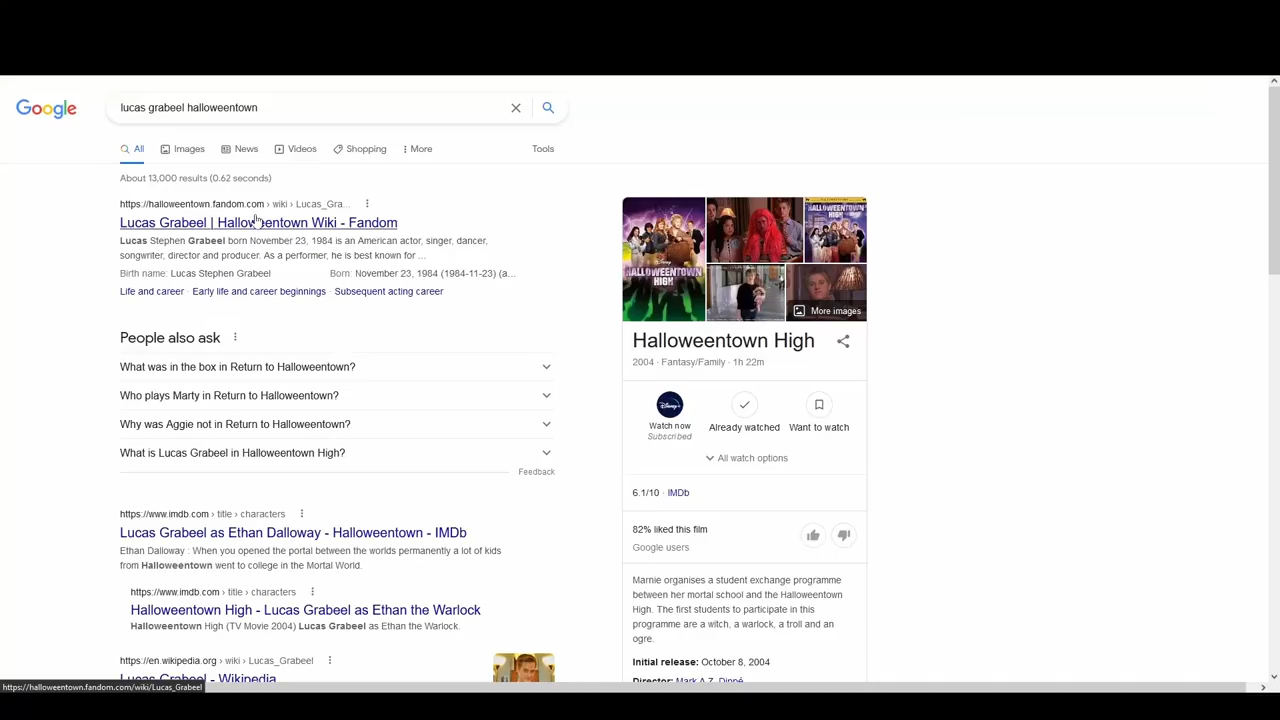 Google
lucas grabeel halloweentown
All
Images
News
Videos
Shopping
More
Tools
About 13,000 results (0.62 seconds)
https://halloweentown.fandom.com › wiki › Lucas_Gra...
Lucas Grabeel | Halloweentown Wiki - Fandom
Lucas Stephen Grabeel born November 23, 1984 is an American actor, singer, dancer,
songwriter, director and producer. As a performer, he is best known for ...
Birth name: Lucas Stephen Grabeel
Born: November 23, 1984 (1984-11-23) (a...
Life and career · Early life and career beginnings · Subsequent acting career
People also ask
What was in the box in Return to Halloweentown?
Who plays Marty in Return to Halloweentown?
Why was Aggie not in Return to Halloweentown?
What is Lucas Grabeel in Halloweentown High?
Feedback
https://www.imdb.com › title › characters
Lucas Grabeel as Ethan Dalloway - Halloweentown - IMDb
Ethan Dalloway : When you opened the portal between the worlds permanently a lot of kids
from Halloweentown went to college in the Mortal World.
https://www.imdb.com › title › characters
Halloweentown High - Lucas Grabeel as Ethan the Warlock
Halloweentown High (TV Movie 2004) Lucas Grabeel as Ethan the Warlock.
https://en.wikipedia.org › wiki › Lucas_Grabeel
Lucas Grabeel - Wikipedia
https://halloweentown.fandom.com/wiki/Lucas_Grabeel
HALLOWEENTOWN
HIGH
HALLOWEENTOWN
HIGH
More images
Halloweentown High
2004 · Fantasy/Family · 1h 22m
Disney+
Watch now
Subscribed
Already watched
Want to watch
All watch options
6.1/10 · IMDb
82% liked this film
Google users
Marnie organises a student exchange programme
between her mortal school and the Halloweentown
High. The first students to participate in this
programme are a witch, a warlock, a troll and an
ogre.
Initial release: October 8, 2004
Director: Mark A.Z. Dippé